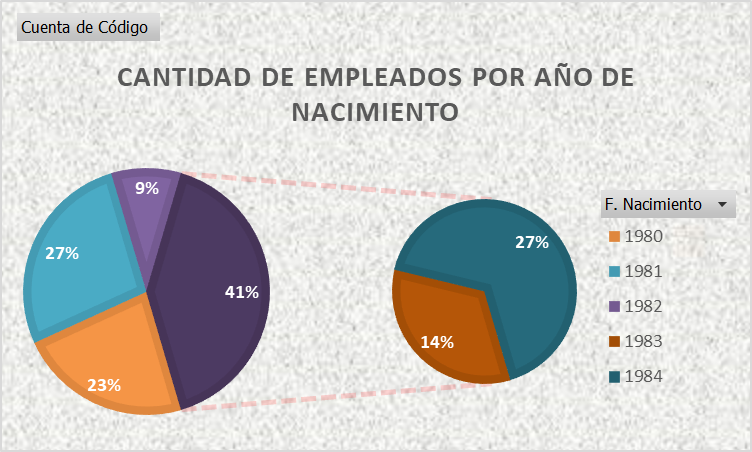 Cuenta de Código
CANTIDAD DE EMPLEADOS POR AÑO DE
NACIMIENTO
9%
27%
41%
23%
27%
14%
F. Nacimiento
1980
1981
1982
1983
1984